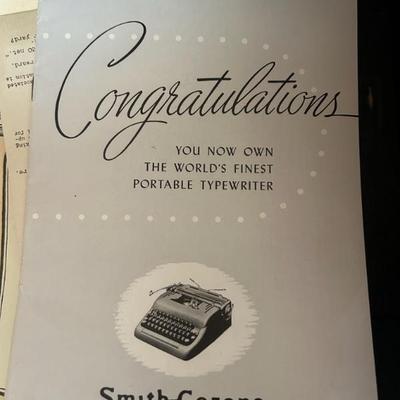 Congratulations
YOU NOW OWN
THE WORLD'S FINEST
PORTABLE TYPEWRITER
Smith-Corona